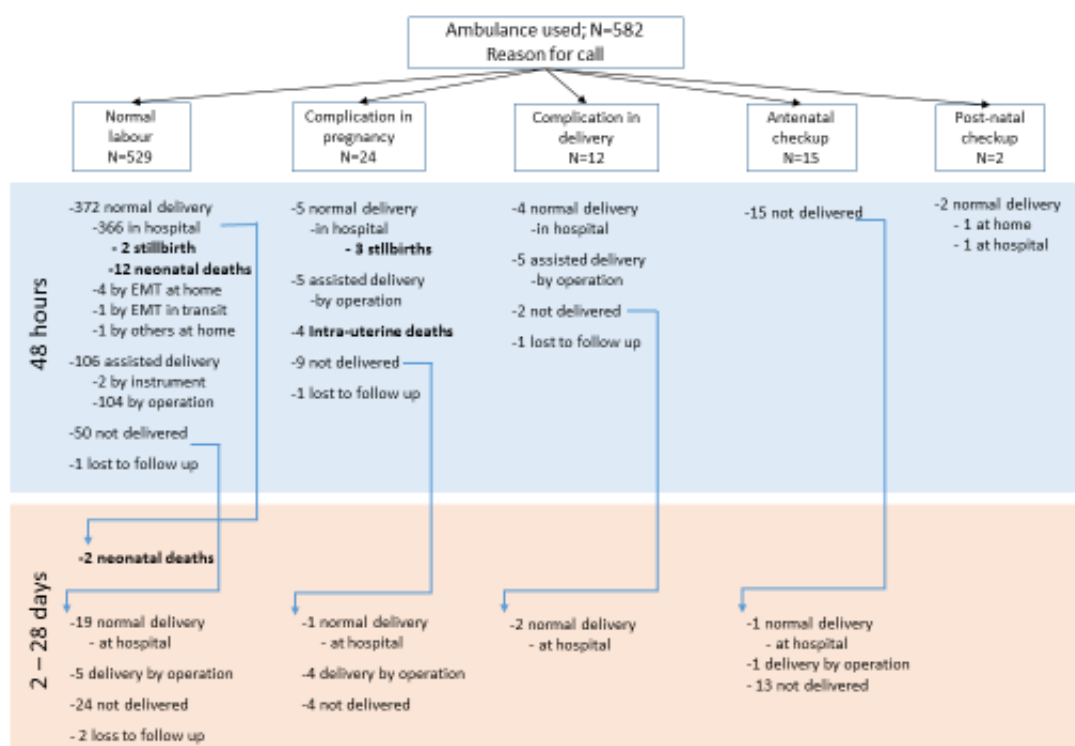 Ambulance used; N=582
Reason for call
Normal
labour
N=529
Complication in
pregnancy
N=24
Complication in
delivery
N=12
Antenatal
checkup
N=15
Post-natal
checkup
N=2
48 hours
-372 normal delivery
-366 in hospital
- 2 stillbirth
-12 neonatal deaths
-4 by EMT at home
-1 by EMT in transit
-1 by others at home
-106 assisted delivery
-2 by instrument
-104 by operation
-50 not delivered
-1 lost to follow up
-5 normal delivery
-in hospital
- 3 stllbirths
-5 assisted delivery
-by operation
-4 Intra-uterine deaths
-9 not delivered
-1 lost to follow up
-4 normal delivery
-in hospital
-5 assisted delivery
-by operation
-2 not delivered
-1 lost to follow up
-15 not delivered
-2 normal delivery
- 1 at home
- 1 at hospital
2 – 28 days
-2 neonatal deaths
-19 normal delivery
- at hospital
-5 delivery by operation
-24 not delivered
- 2 loss to follow up
-1 normal delivery
- at hospital
-4 delivery by operation
-4 not delivered
-2 normal delivery
- at hospital
-1 normal delivery
- at hospital
-1 delivery by operation
- 13 not delivered